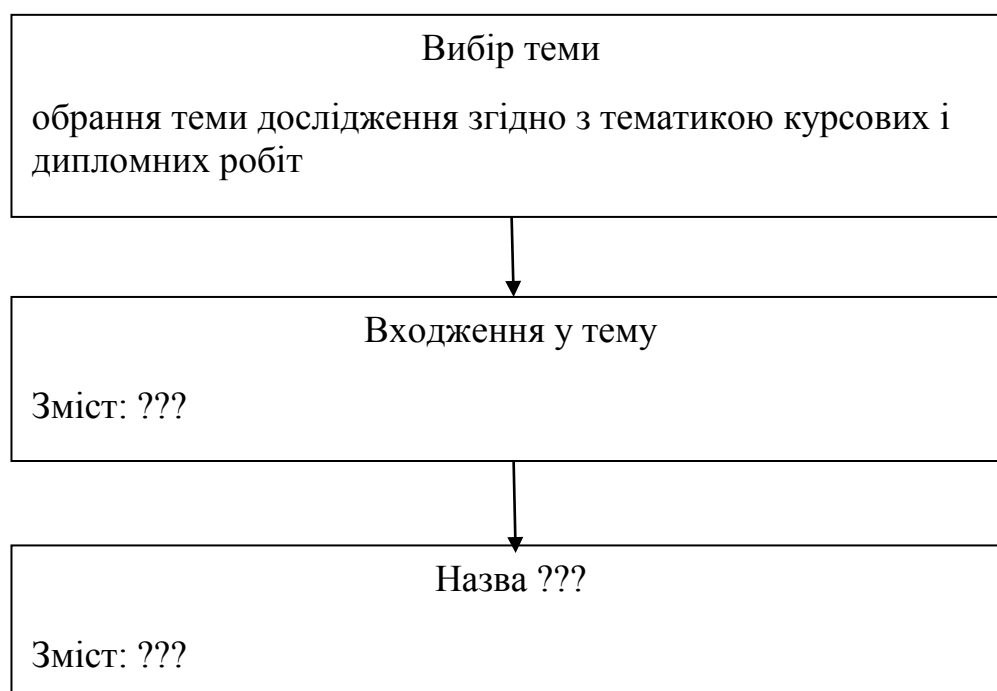 Вибір теми
обрання теми дослідження згідно з тематикою курсових і
дипломних робіт
Входження у тему
Зміст: ???
Назва ???
Зміст: ???